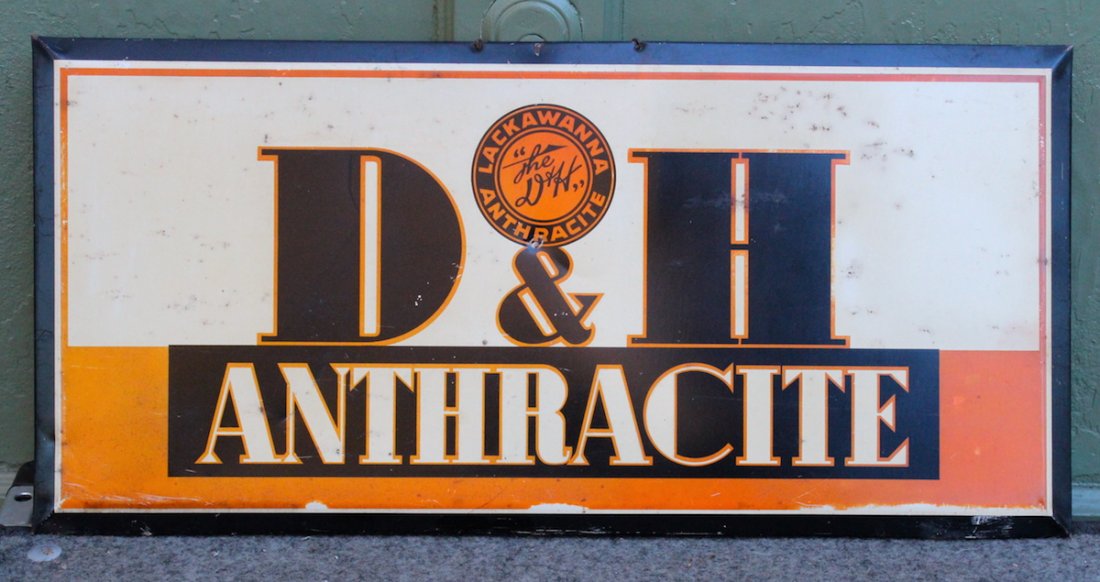 LACKAWANNA
"The
D&H"
ANTHRACITE
D & H
ANTHRACITE